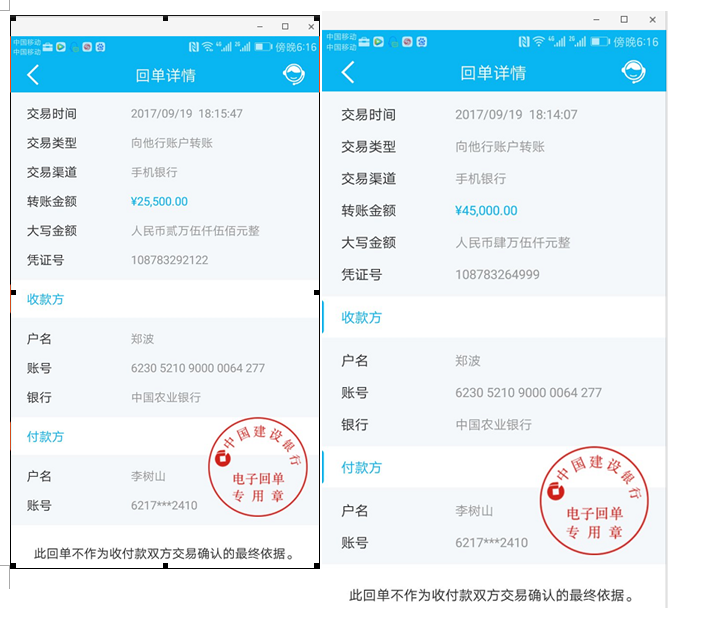 中国移动
中国移动
傍晚6:16
回单详情
交易时间 2017/09/19 18:15:47
交易类型 向他行账户转账
交易渠道 手机银行
转账金额 ¥25,500.00
大写金额 人民币贰万伍仟伍佰元整
凭证号 108783292122
收款方
户名 郑波
账号 6230 5210 9000 0064 277
银行 中国农业银行
付款方
户名 李树山
账号 6217***2410
中国建设银行
电子回单
专用章
此回单不作为收付款双方交易确认的最终依据。
中国移动
中国移动
傍晚6:16
回单详情
交易时间 2017/09/19 18:14:07
交易类型 向他行账户转账
交易渠道 手机银行
转账金额 ¥45,000.00
大写金额 人民币肆万伍仟元整
凭证号 108783264999
收款方
户名 郑波
账号 6230 5210 9000 0064 277
银行 中国农业银行
付款方
户名 李树山
账号 6217***2410
中国建设银行
电子回单
专用章
此回单不作为收付款双方交易确认的最终依据。